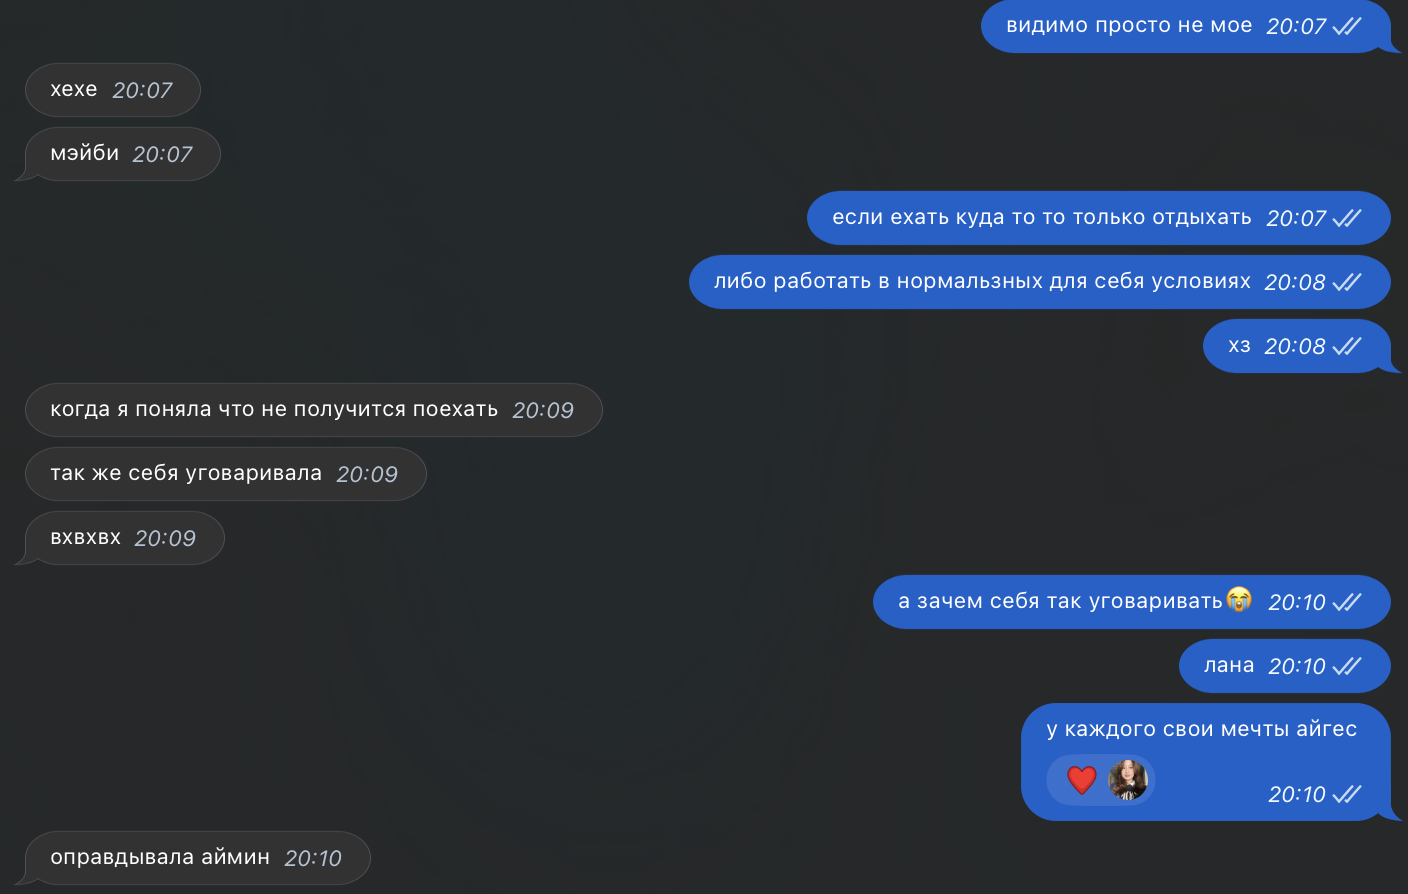 видимо просто не мое 20:07
хехе 20:07
мэйби 20:07
если ехать куда то то только отдыхать 20:07
либо работать в нормальзных для себя условиях 20:08
хз 20:08
когда я поняла что не получится поехать 20:09
так же себя уговаривала 20:09
вхвхвх 20:09
а зачем себя так уговаривать😭 20:10
лана 20:10
у каждого свои мечты айгес
❤️ 20:10
оправдывала аймин 20:10